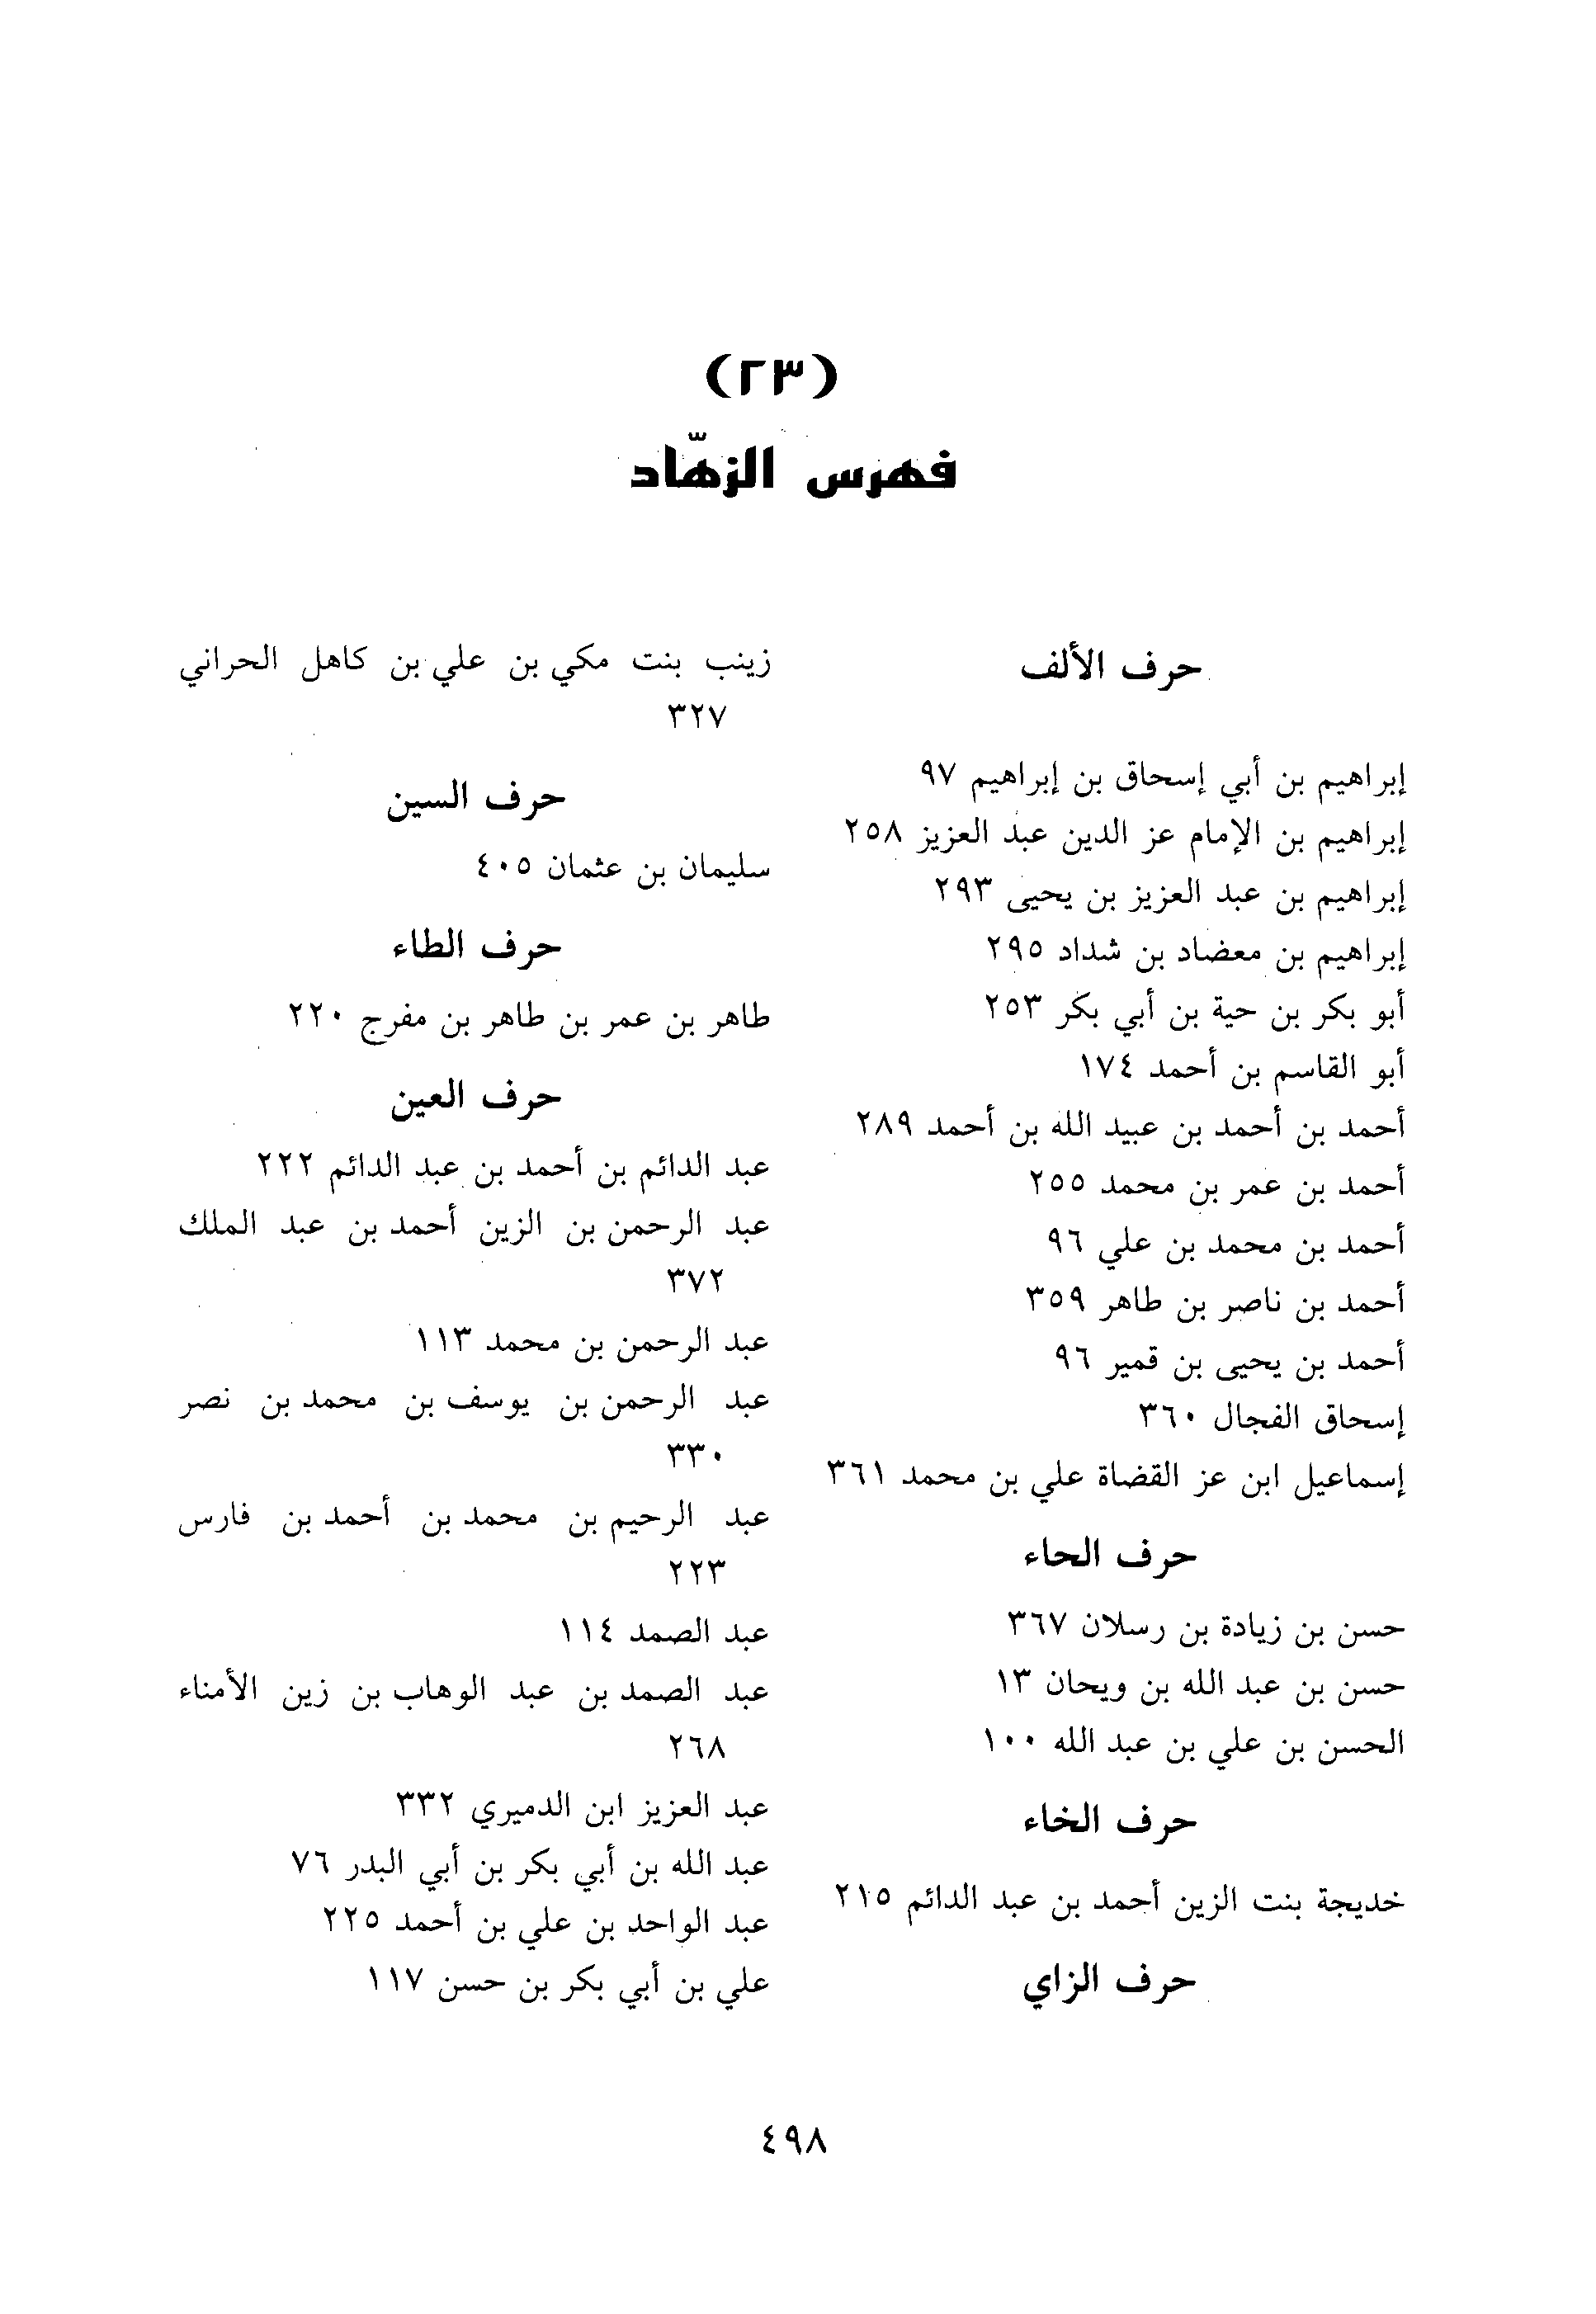 (٢٣)
فهرس الزهّاد
حرف الألف
إبراهيم بن أبي إسحاق بن إبراهيم ٩٧
إبراهيم بن الإمام عز الدين عبد العزيز ٢٥٨
إبراهيم بن عبد العزيز بن يحيى ٢٩٣
إبراهيم بن معضاد بن شداد ٢٩٥
أبو بكر بن حية بن أبي بكر ٢٥٣
أبو القاسم بن أحمد ١٧٤
أحمد بن أحمد بن عبيد الله بن أحمد ٢٨٩
أحمد بن عمر بن محمد ٢٥٥
أحمد بن محمد بن علي ٩٦
أحمد بن ناصر بن طاهر ٣٥٩
أحمد بن يحيى بن قمير ٩٦
إسحاق الفجال ٣٦٠
إسماعيل ابن عز القضاة علي بن محمد ٣٦١
حرف الحاء
حسن بن زيادة بن رسلان ٣٦٧
حسن بن عبد الله بن ويحان ١٣
الحسن بن علي بن عبد الله ١٠٠
حرف الخاء
خديجة بنت الزين أحمد بن عبد الدائم ٢١٥
حرف الزاي
زينب بنت مكي بن علي بن كاهل الحراني
٣٢٧
حرف السين
سليمان بن عثمان ٤٠٥
حرف الطاء
طاهر بن عمر بن طاهر بن مفرج ٢٢٠
حرف العين
عبد الدائم بن أحمد بن عبد الدائم ٢٢٢
عبد الرحمن بن الزين أحمد بن عبد الملك
٣٧٢
عبد الرحمن بن محمد ١١٣
عبد الرحمن بن يوسف بن محمد بن نصر
٣٣٠
عبد الرحيم بن محمد بن أحمد بن فارس
٢٢٣
عبد الصمد ١١٤
عبد الصمد بن عبد الوهاب بن زين الأمناء
٢٦٨
عبد العزيز ابن الدميري ٣٣٢
عبد الله بن أبي بكر بن أبي البدر ٧٦
عبد الواحد بن علي بن أحمد ٢٢٥
علي بن أبي بكر بن حسن ١١٧
٤٩٨